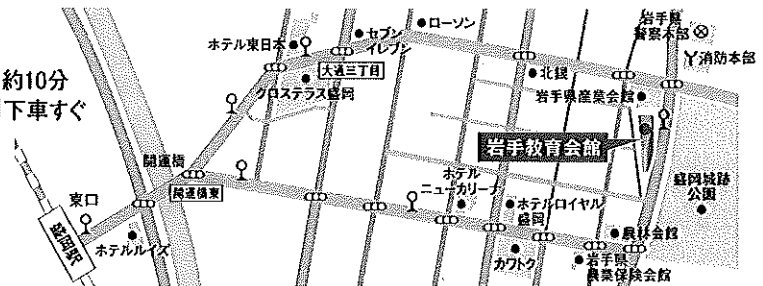 約10分
下車すぐ
ホテル東日本
セブン
イレブン
ローソン
岩手県
警察本部
消防本部
大通三丁目
クロステラス盛岡
北銀
岩手県産業会館
岩手教育会館
開運橋
開運橋東
東口
盛岡駅
ホテルルイズ
ホテル
ニューカリーナ
ホテルロイヤル
盛岡
カワトク
農林会館
岩手県
農業保険会館
盛岡城跡
公園